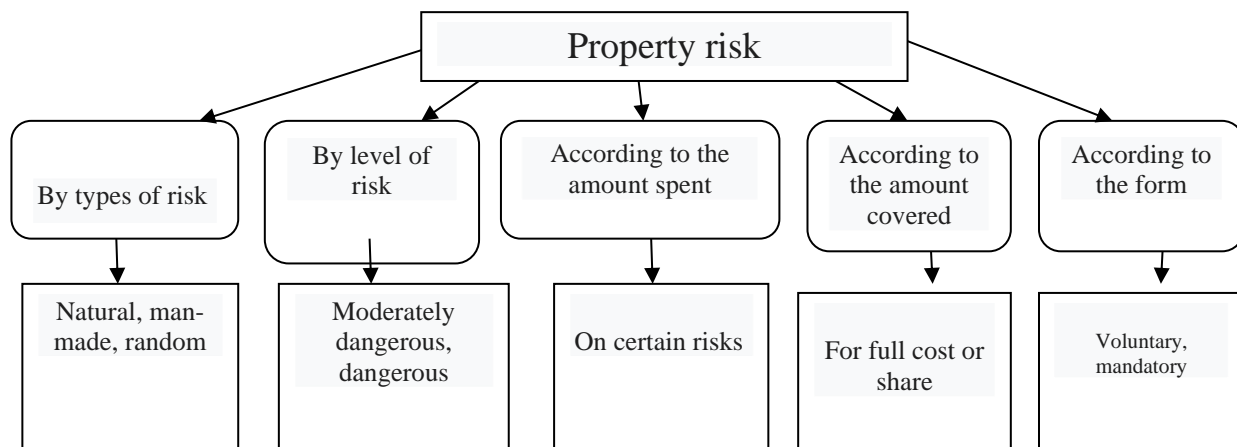 Property risk
By types of risk
By level of
risk
According to the
amount spent
According to
the amount
covered
According to
the form
Natural, man-
made, random
Moderately
dangerous,
dangerous
On certain risks
For full cost or
share
Voluntary,
mandatory